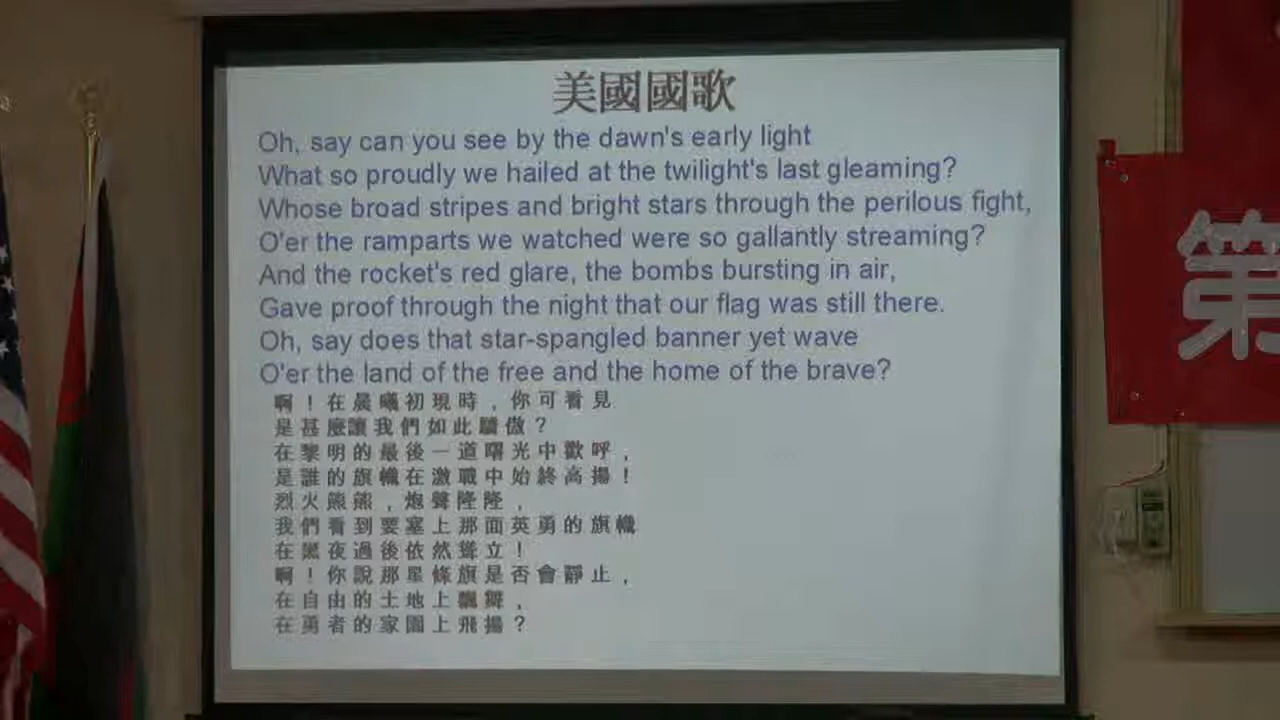 美國國歌
Oh, say can you see by the dawn's early light
What so proudly we hailed at the twilight's last gleaming?
Whose broad stripes and bright stars through the perilous fight,
O'er the ramparts we watched were so gallantly streaming?
And the rocket's red glare, the bombs bursting in air,
Gave proof through the night that our flag was still there.
Oh, say does that star-spangled banner yet wave
O'er the land of the free and the home of the brave?
啊！在晨曦初現時，你可看見
是甚麼讓我們如此驕傲？
在黎明的最後一道曙光中歡呼，
是誰的旗幟在激戰中始終高揚！
烈火熊熊，炮聲隆隆，
我們看到要塞上那面英勇的旗幟
在黑夜過後依然聳立！
啊！你說那星條旗是否會靜止，
在自由的土地上飄舞，
在勇者的家園上飛揚？
第